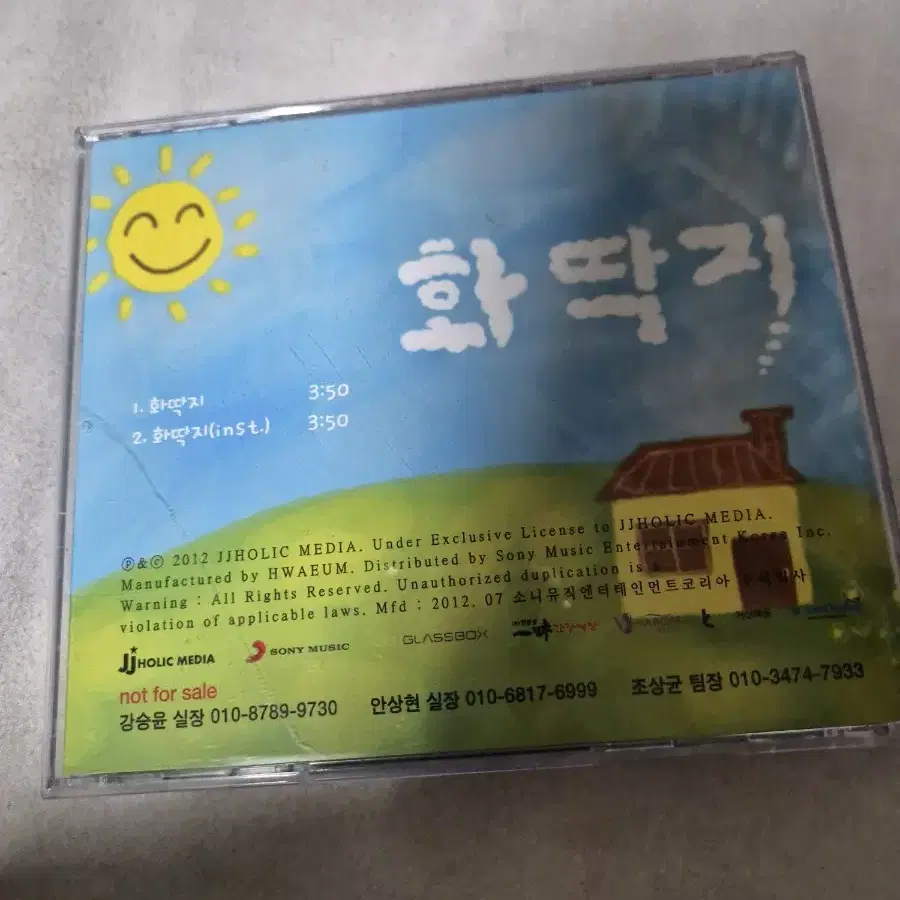 화딱지
1. 화딱지 3:50
2. 화딱지(inst.) 3:50
℗&© 2012 JJHOLIC MEDIA. Under Exclusive License to JJHOLIC MEDIA.
Manufactured by HWAEUM. Distributed by Sony Music Entertainment Korea Inc.
Warning : All Rights Reserved. Unauthorized duplication is a
violation of applicable laws. Mfd : 2012. 07 소니뮤직엔터테인먼트코리아 주식회사
JJ HOLIC MEDIA SONY MUSIC GLASSBOX
not for sale
강승윤 실장 010-8789-9730 안상현 실장 010-6817-6999 조상균 팀장 010-3474-7933